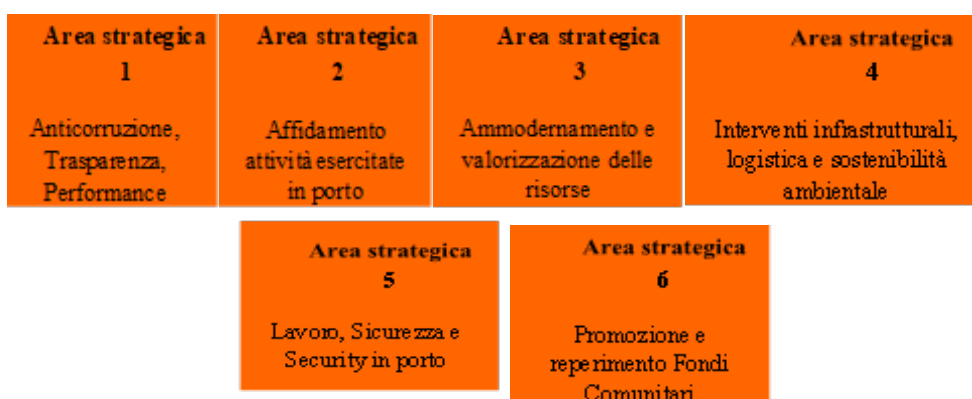 Area strategica
1
Anticorruzione,
Trasparenza,
Performance
Area strategica
2
Affidamento
attività esercitate
in porto
Area strategica
3
Ammodernamento e
valorizzazione delle
risorse
Area strategica
4
Interventi infrastrutturali,
logistica e sostenibilità
ambientale
Area strategica
5
Lavoro, Sicurezza e
Security in porto
Area strategica
6
Promozione e
reperimento Fondi
Comunitari